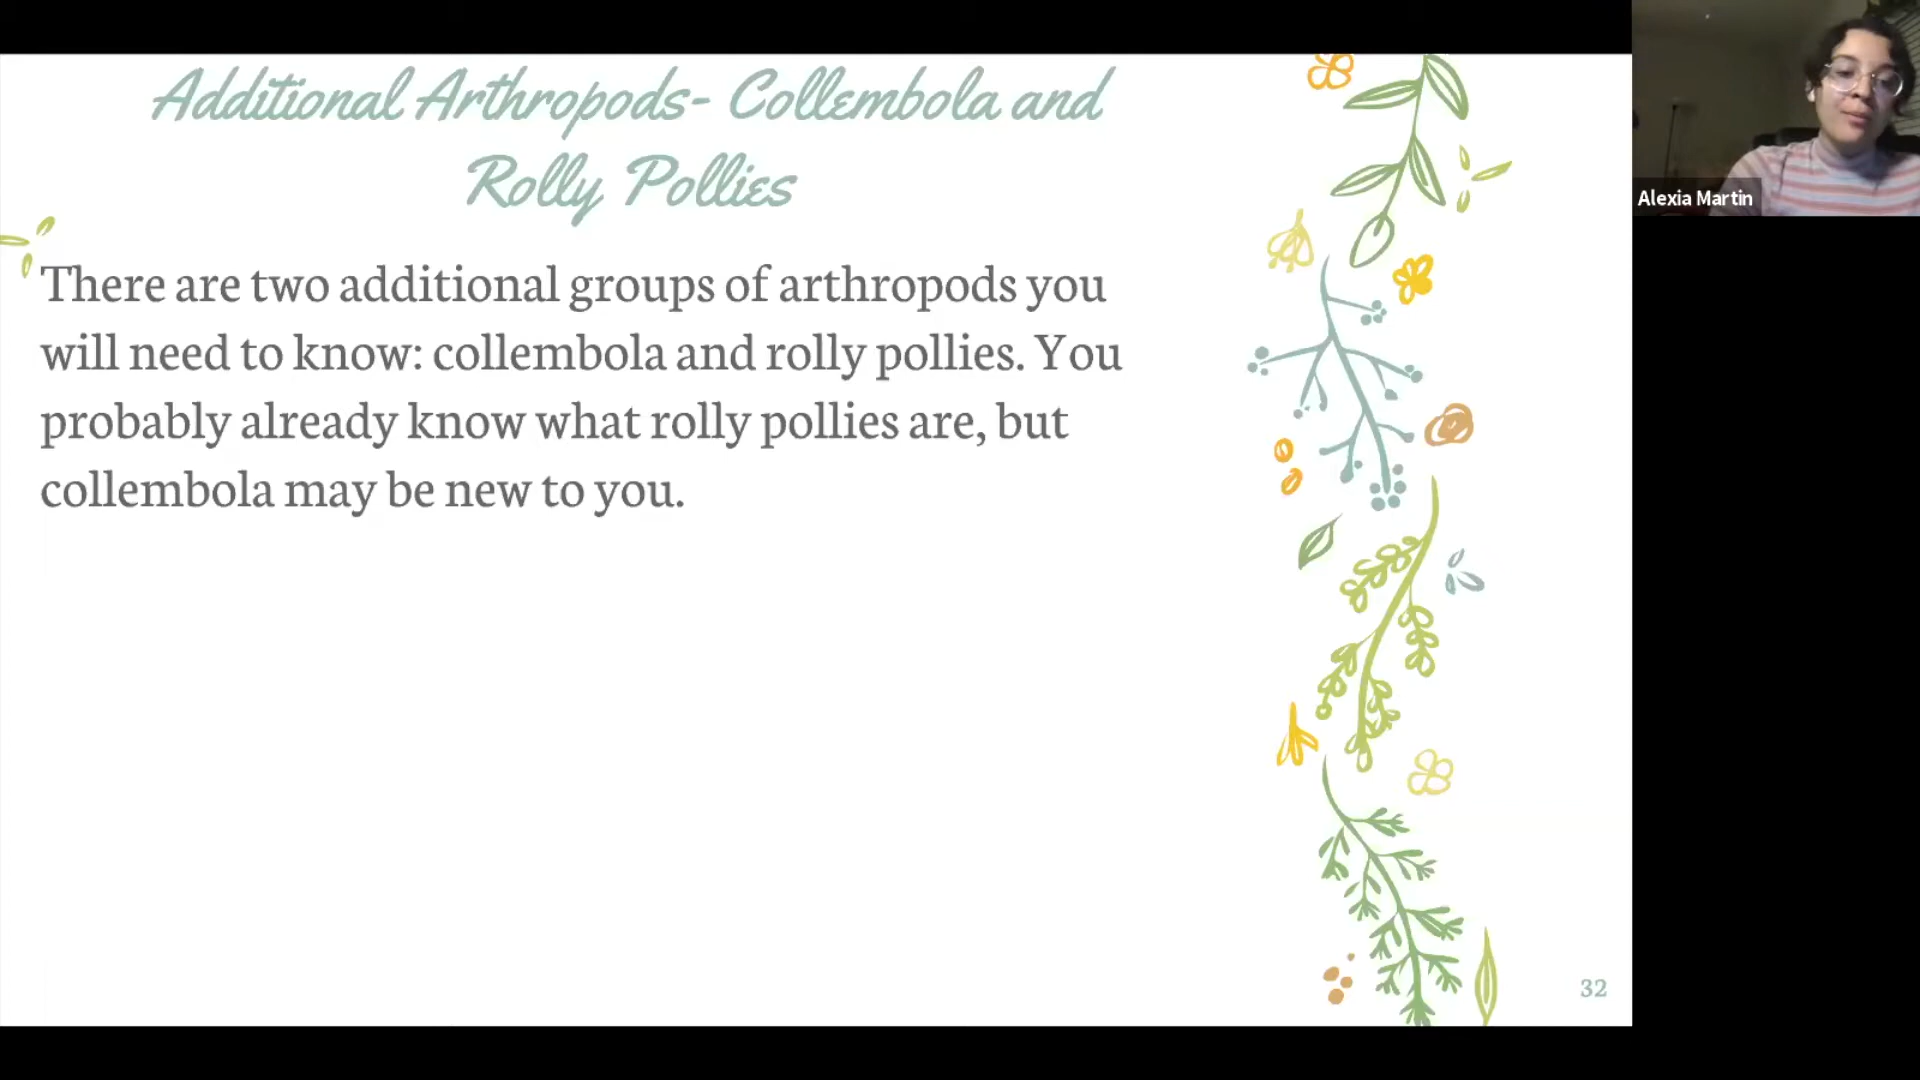 Additional Arthropods- Collembola and
Rolly Pollies
There are two additional groups of arthropods you
will need to know: collembola and rolly pollies. You
probably already know what rolly pollies are, but
collembola may be new to you.
32
Alexia Martin